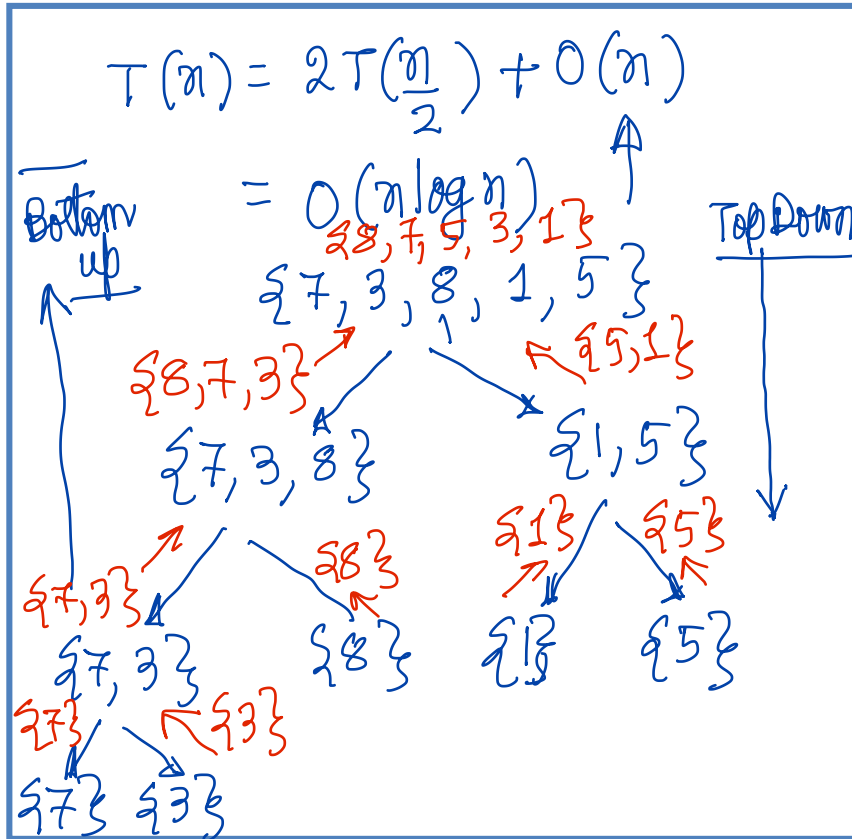 T(n) = 2T(n/2) + O(n)
= O(n log n)
Bottom up
Top Down
{8, 7, 5, 3, 1}
{7, 3, 8, 1, 5}
{8,7,3} {5,1}
{7, 3, 8} {1, 5}
{1} {5}
{8}
{7,3}
{7, 3} {8} {1} {5}
{7} {3}
{7} {3}